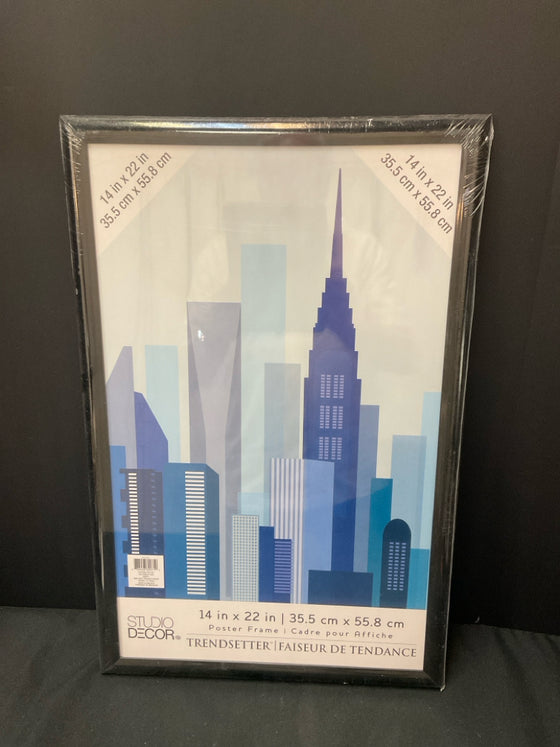 14 in x 22 in
35.5 cm x 55.8 cm
14 in x 22 in
35.5 cm x 55.8 cm
STUDIO
DECOR®
14 in x 22 in | 35.5 cm x 55.8 cm
Poster Frame | Cadre pour Affiche
TRENDSETTER™ | FAISEUR DE TENDANCE